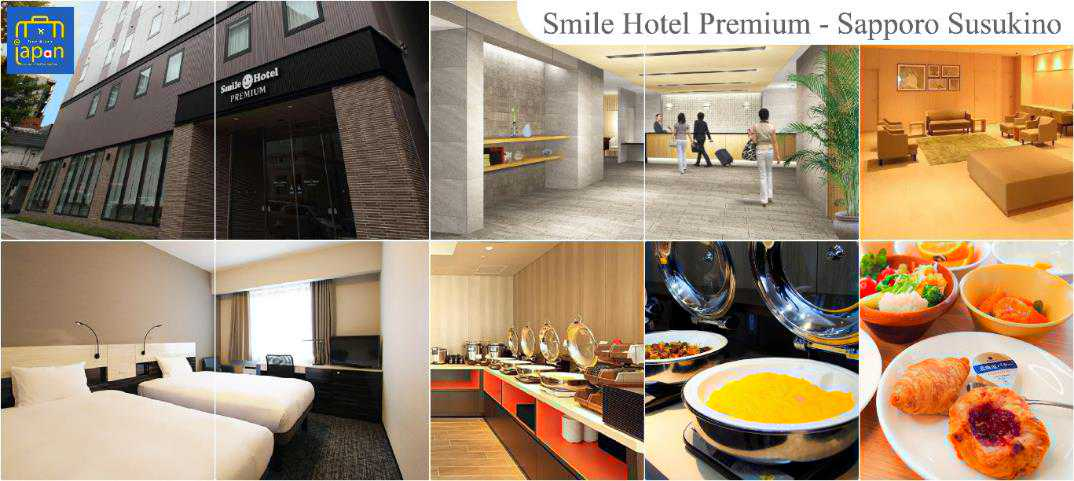 Smile Hotel Premium - Sapporo Susukino
japan
Smile Hotel
PREMIUM